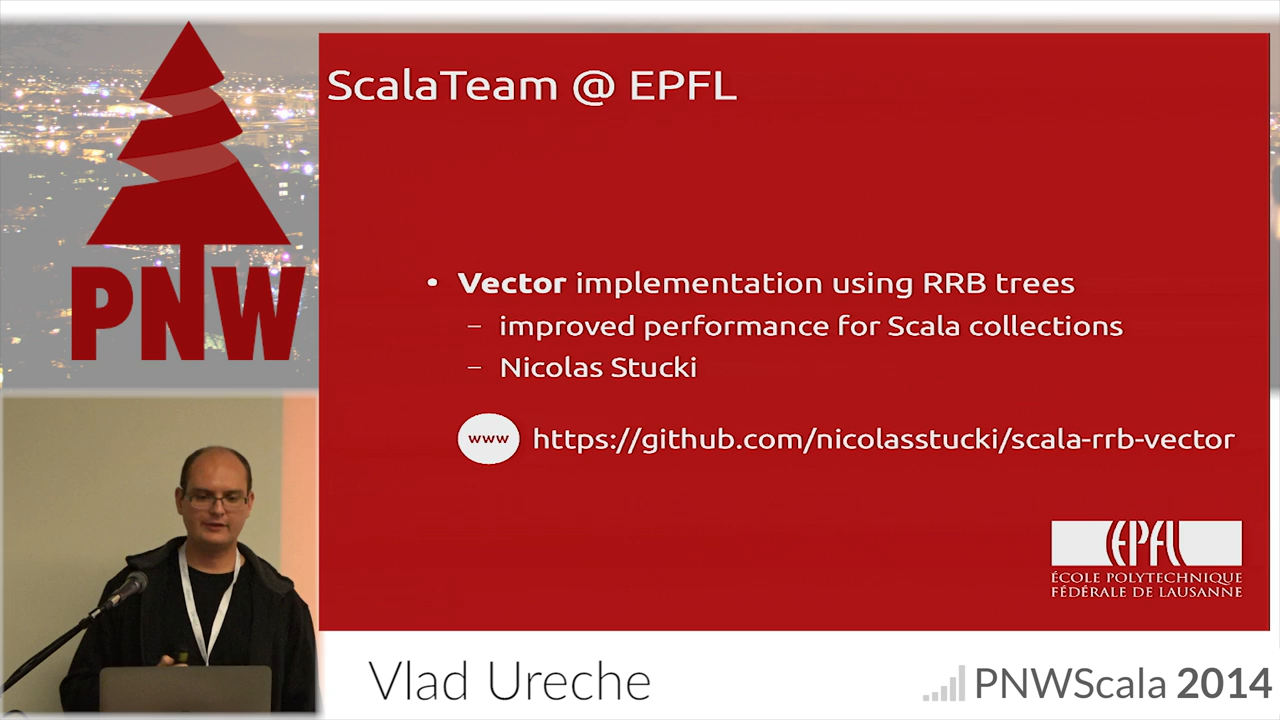 PNW
ScalaTeam @ EPFL
• Vector implementation using RRB trees
– improved performance for Scala collections
– Nicolas Stucki
www https://github.com/nicolasstucki/scala-rrb-vector
EPFL
ÉCOLE POLYTECHNIQUE
FÉDÉRALE DE LAUSANNE
Vlad Ureche
PNWScala 2014